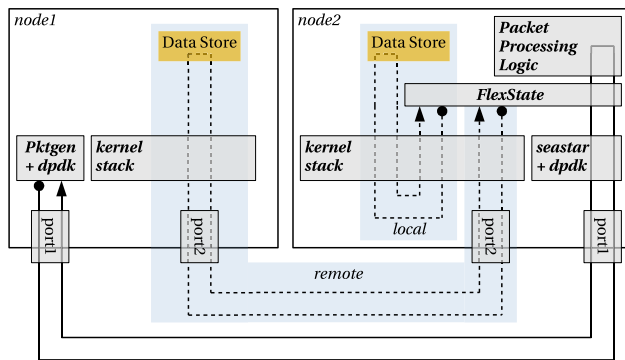 node1
Data Store
Pktgen
+ dpdk
kernel
stack
port1
port2
node2
Data Store
Packet
Processing
Logic
FlexState
kernel
stack
seastar
+ dpdk
local
port2
port1
remote